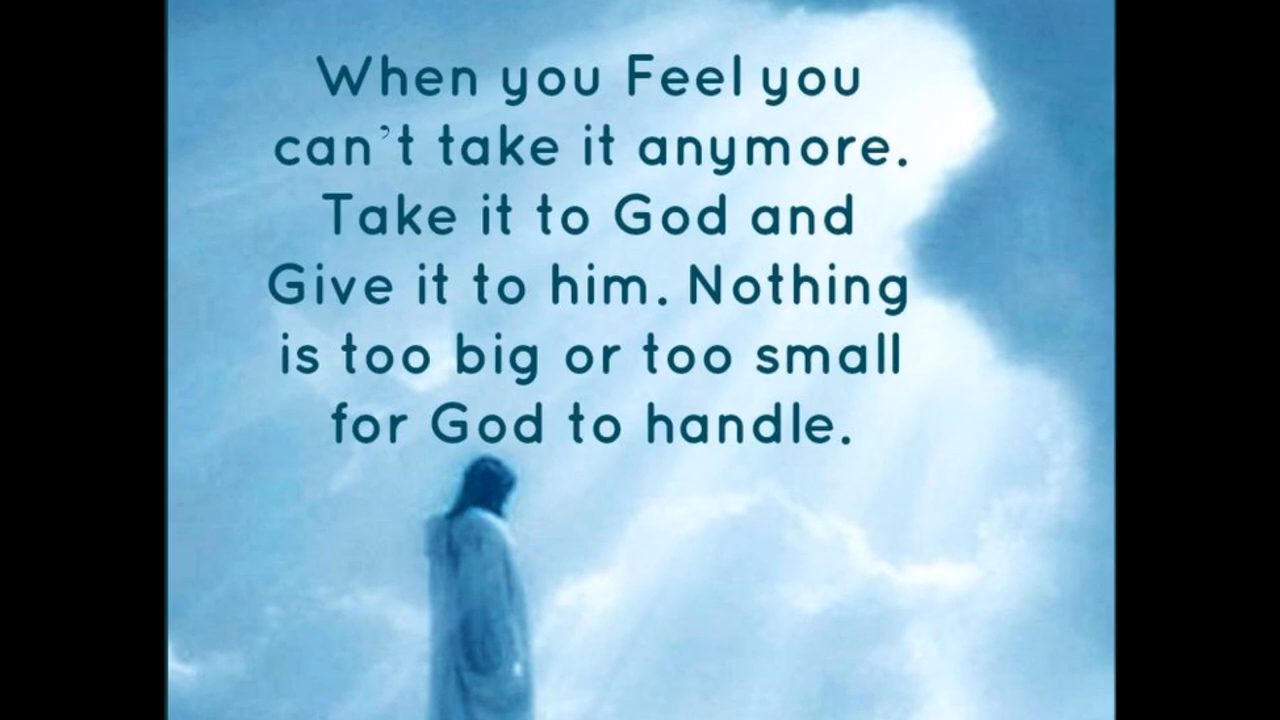 When you Feel you
can’t take it anymore.
Take it to God and
Give it to him. Nothing
is too big or too small
for God to handle.